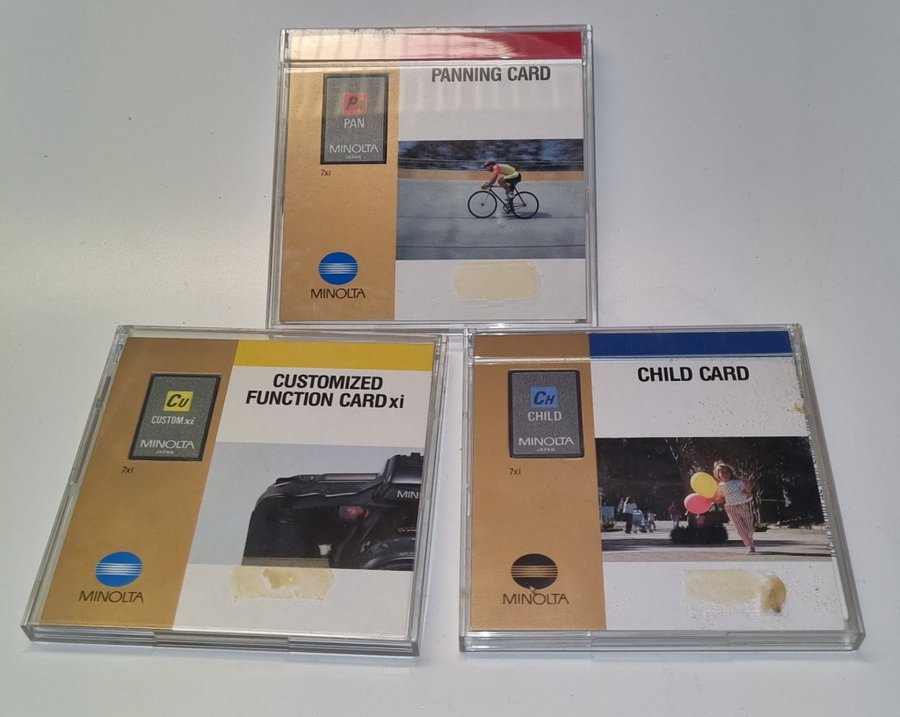 PANNING CARD
PAN
MINOLTA
JAPAN
7xi
MINOLTA
CUSTOMIZED
FUNCTION CARD xi
Cu
CUSTOM xi
MINOLTA
JAPAN
7xi
MIN
MINOLTA
CHILD CARD
CH
CHILD
MINOLTA
JAPAN
7xi
MINOLTA